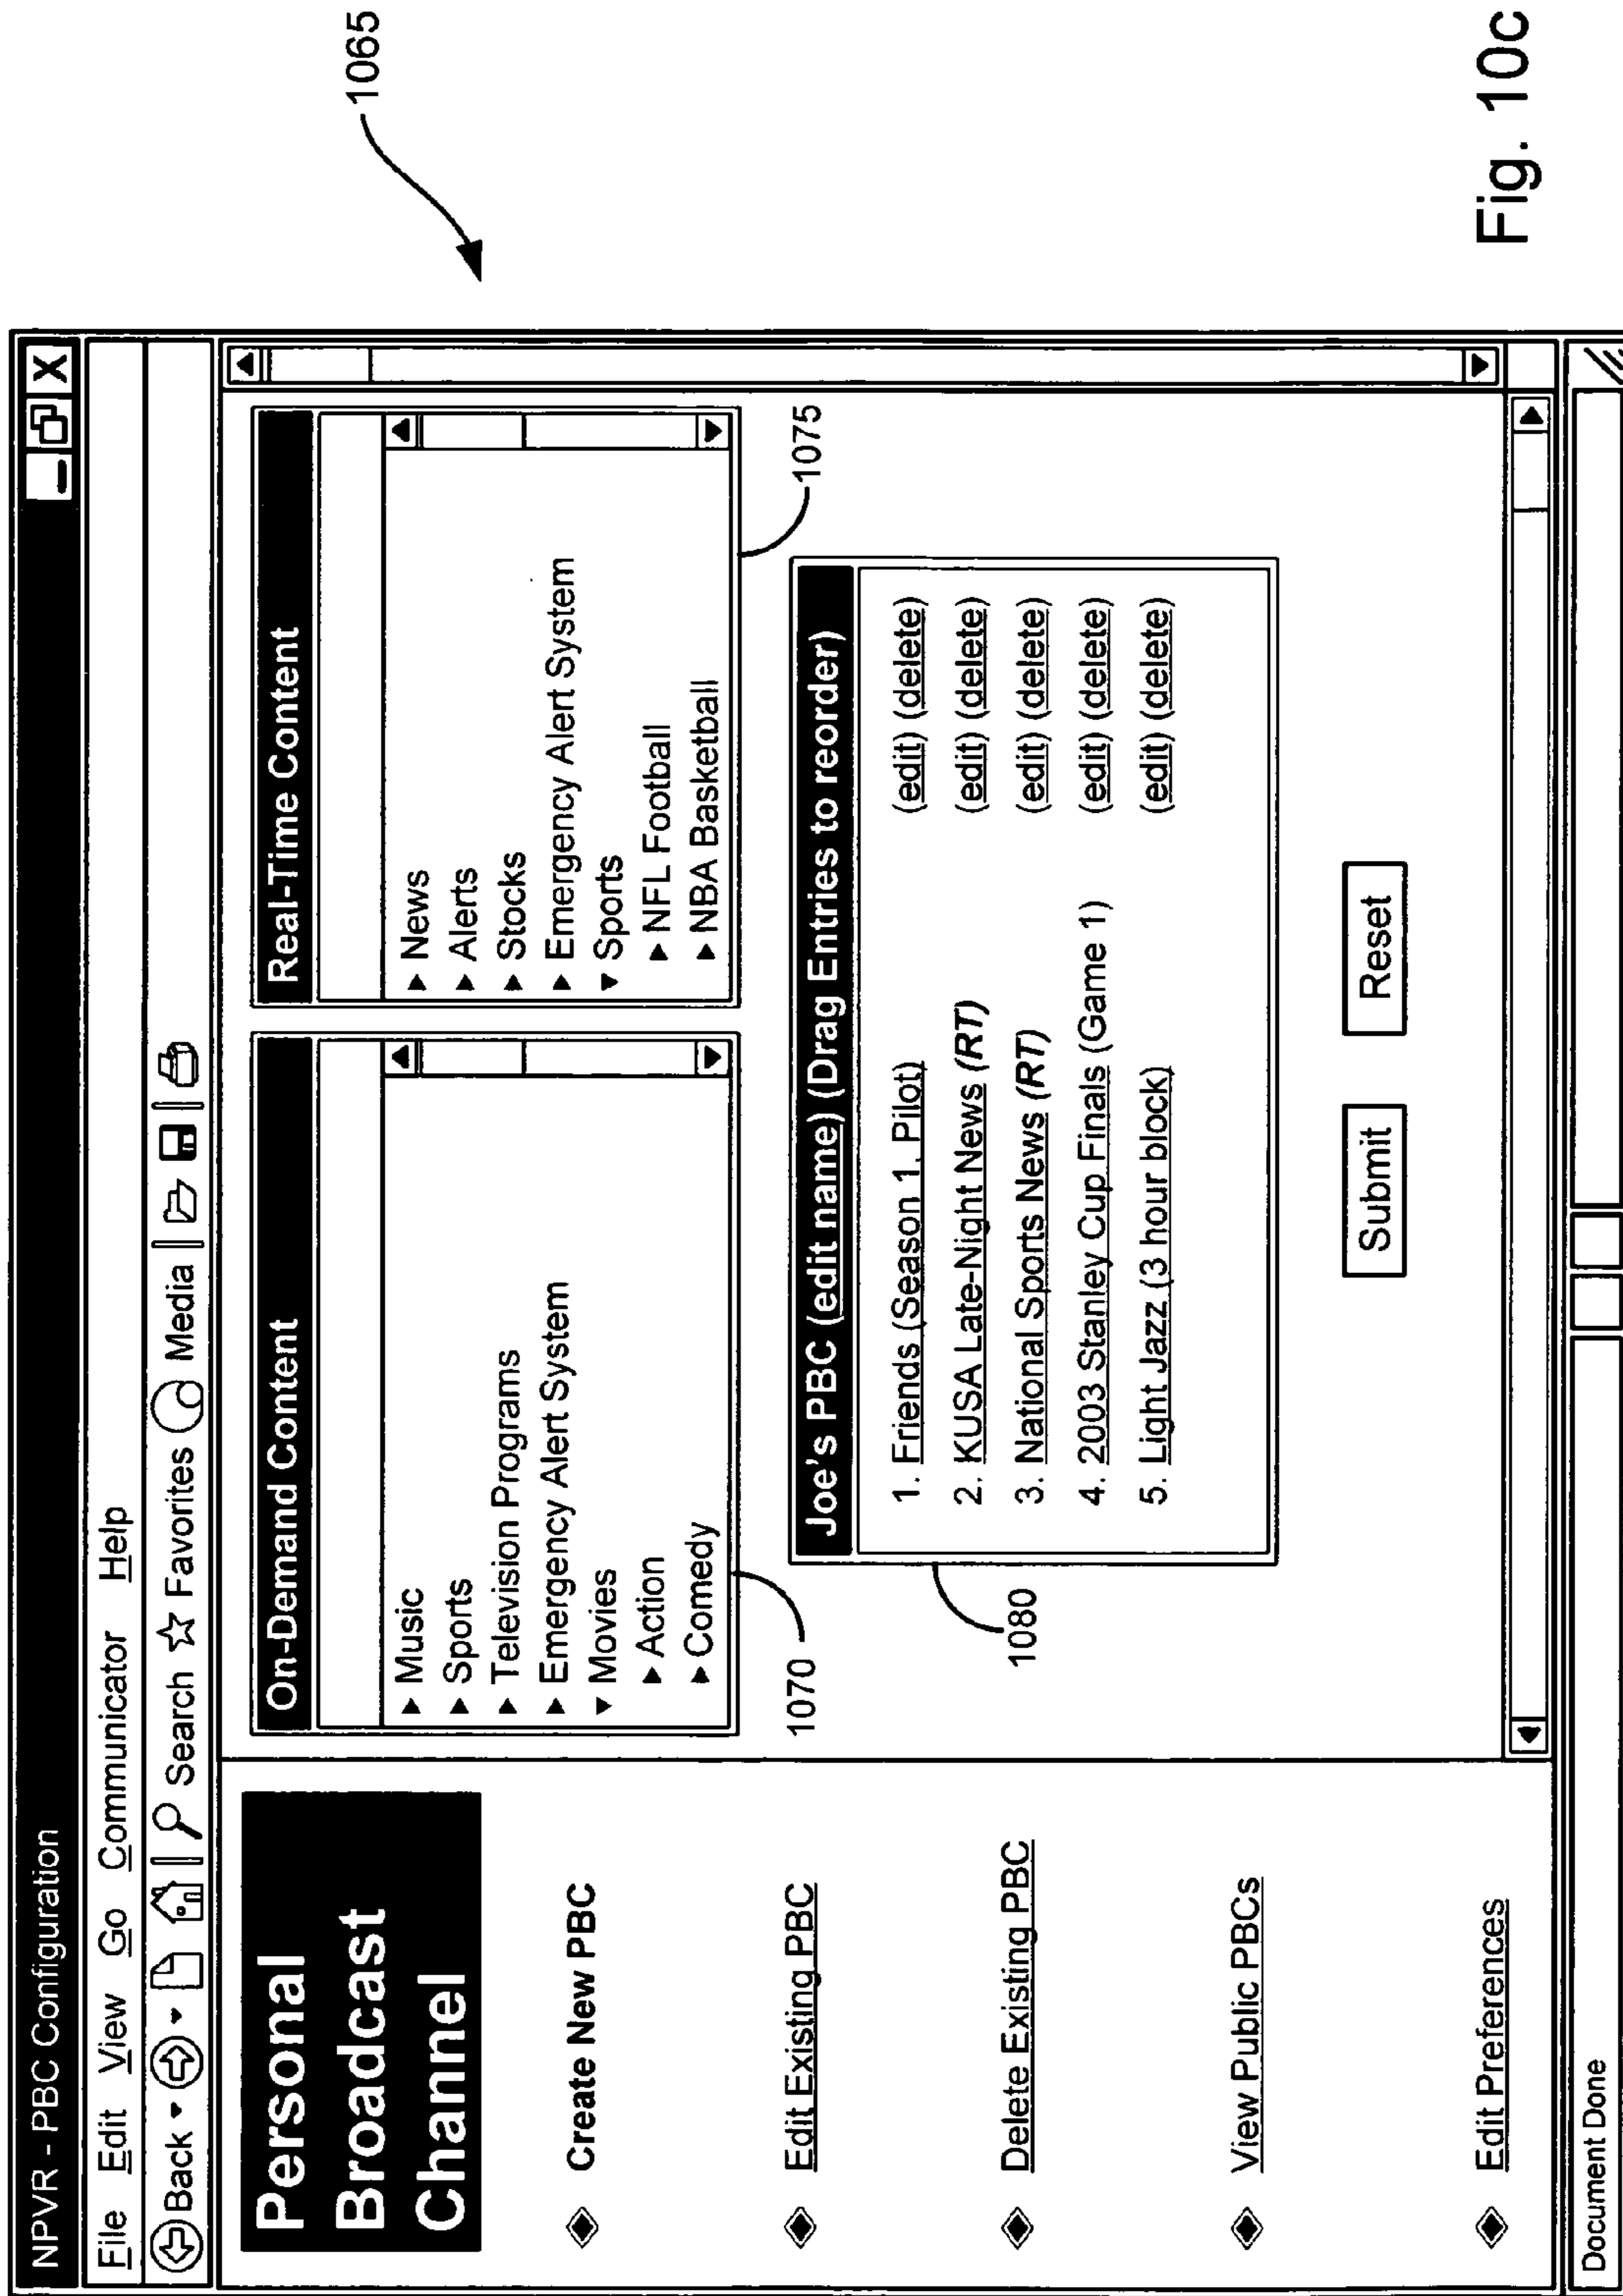 NPVR - PBC Configuration
X
File Edit View Go Communicator Help
Back Search Favorites Media
Personal
Broadcast
Channel
Create New PBC
Edit Existing PBC
Delete Existing PBC
View Public PBCs
Edit Preferences
On-Demand Content
Music
Sports
Television Programs
Emergency Alert System
Movies
Action
Comedy
1070
Real-Time Content
News
Alerts
Stocks
Emergency Alert System
Sports
NFL Football
NBA Basketball
1075
Joe's PBC (edit name) (Drag Entries to reorder)
1. Friends (Season 1, Pilot) (edit) (delete)
2. KUSA Late-Night News (RT) (edit) (delete)
3. National Sports News (RT) (edit) (delete)
4. 2003 Stanley Cup Finals (Game 1) (edit) (delete)
5. Light Jazz (3 hour block) (edit) (delete)
1080
Submit Reset
Document Done
1065
Fig. 10c